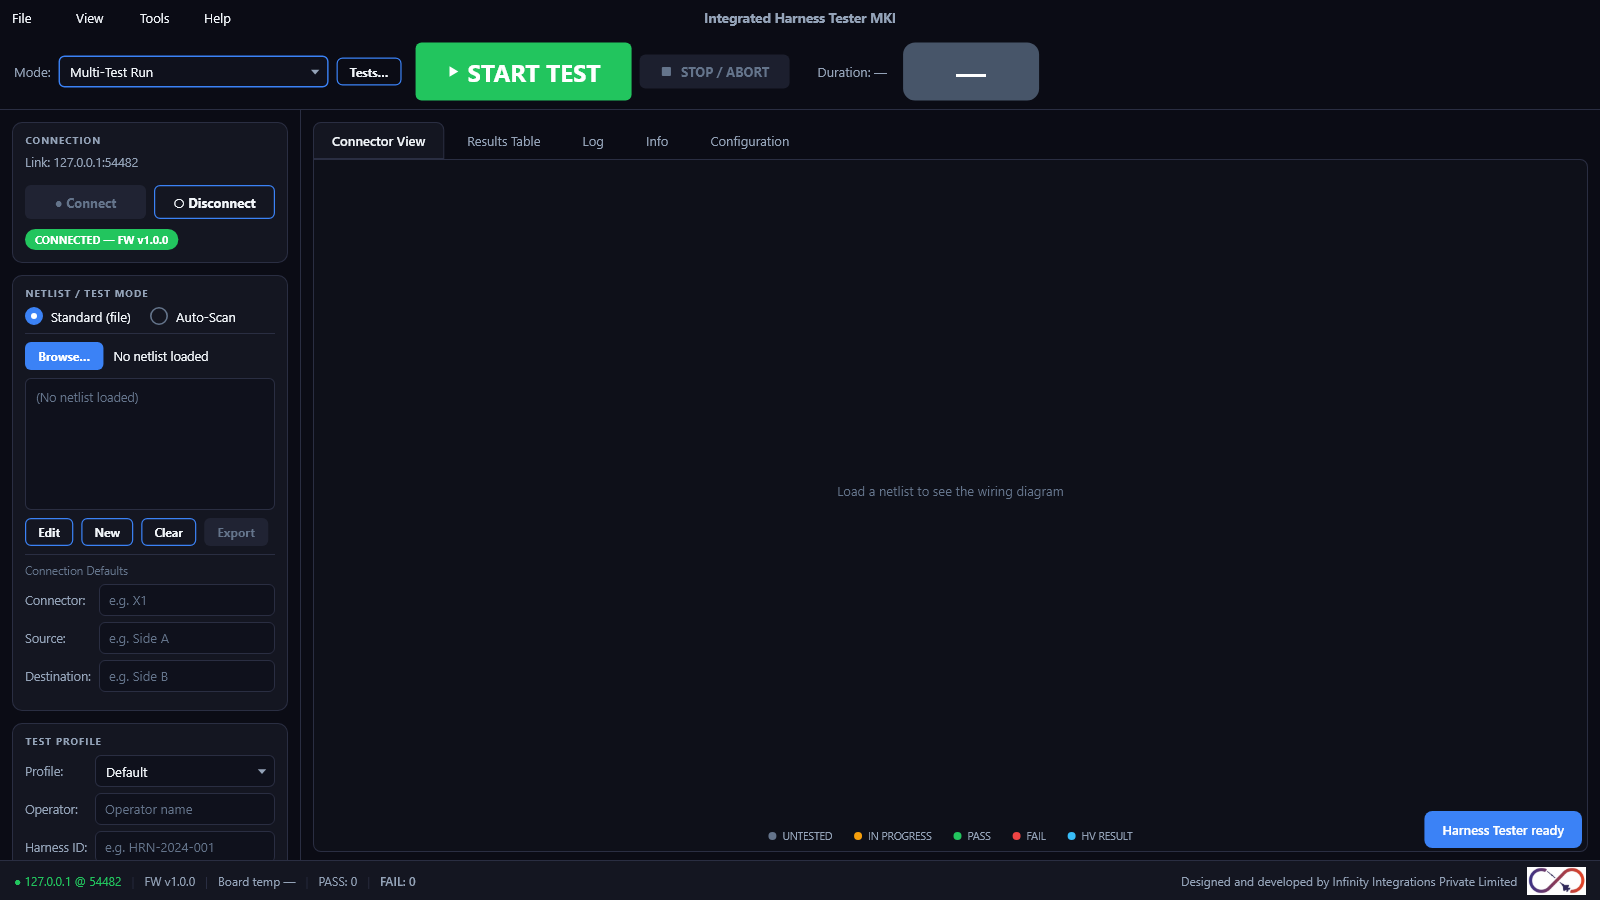 File View Tools Help
Integrated Harness Tester MKI
Mode: Multi-Test Run Tests... START TEST STOP / ABORT Duration: — —
CONNECTION
Link: 127.0.0.1:54482
Connect Disconnect
CONNECTED — FW v1.0.0
NETLIST / TEST MODE
Standard (file) Auto-Scan
Browse... No netlist loaded
(No netlist loaded)
Edit New Clear Export
Connection Defaults
Connector: e.g. X1
Source: e.g. Side A
Destination: e.g. Side B
TEST PROFILE
Profile: Default
Operator: Operator name
Harness ID: e.g. HRN-2024-001
Connector View Results Table Log Info Configuration
Load a netlist to see the wiring diagram
UNTESTED IN PROGRESS PASS FAIL HV RESULT
Harness Tester ready
127.0.0.1 @ 54482 FW v1.0.0 Board temp — PASS: 0 FAIL: 0
Designed and developed by Infinity Integrations Private Limited